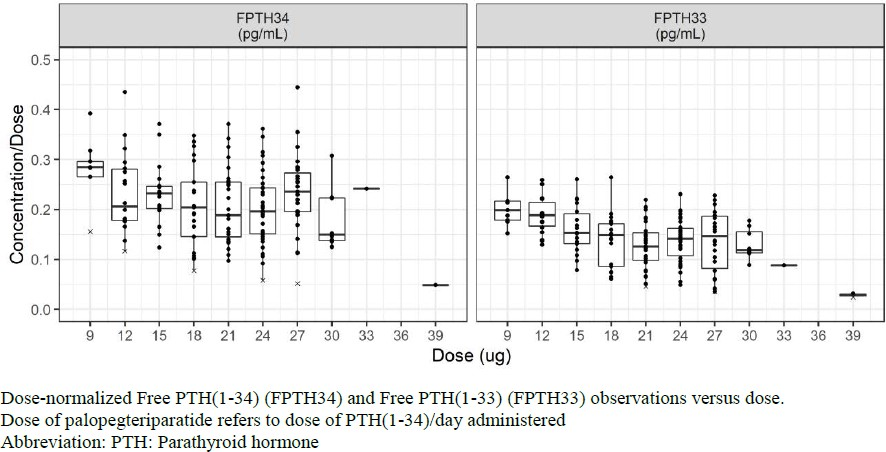 FPTH34
(pg/mL)
FPTH33
(pg/mL)
Concentration/Dose
0.5
0.4
0.3
0.2
0.1
0.0
9 12 15 18 21 24 27 30 33 36 39
9 12 15 18 21 24 27 30 33 36 39
Dose (ug)
Dose-normalized Free PTH(1-34) (FPTH34) and Free PTH(1-33) (FPTH33) observations versus dose.
Dose of palopegteriparatide refers to dose of PTH(1-34)/day administered
Abbreviation: PTH: Parathyroid hormone